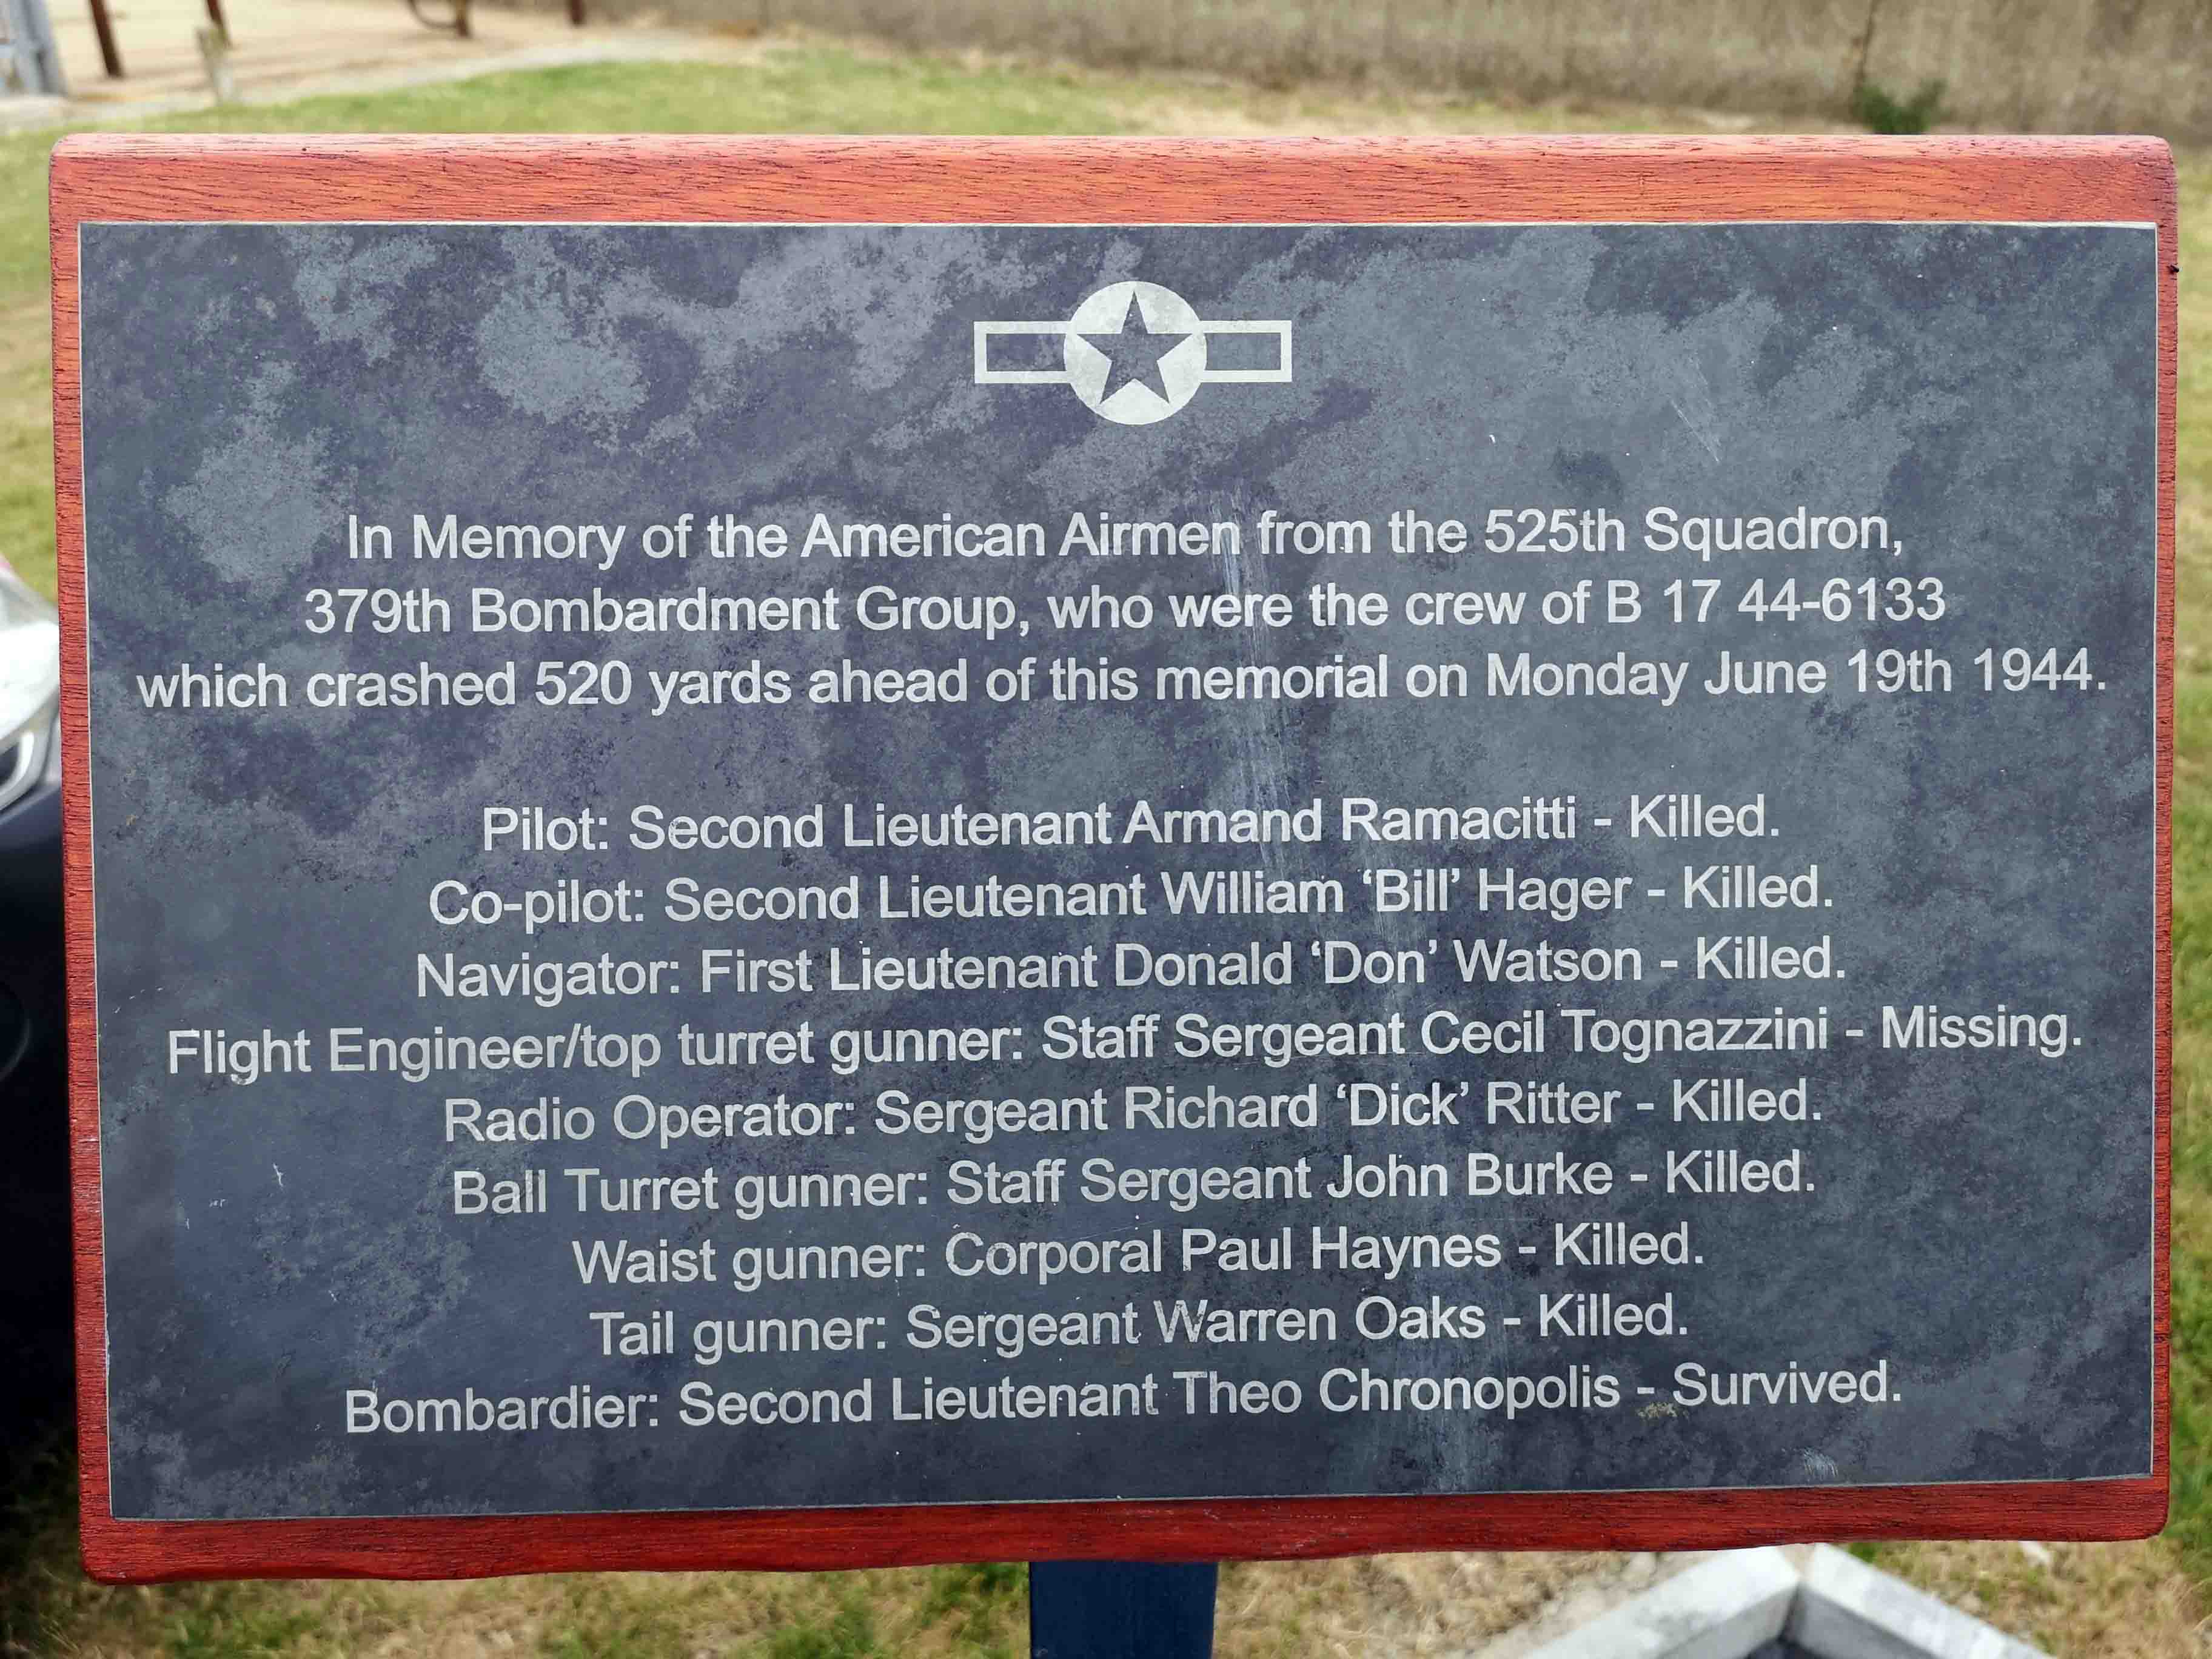 In Memory of the American Airmen from the 525th Squadron,
379th Bombardment Group, who were the crew of B 17 44-6133
which crashed 520 yards ahead of this memorial on Monday June 19th 1944.
Pilot: Second Lieutenant Armand Ramacitti - Killed.
Co-pilot: Second Lieutenant William ‘Bill’ Hager - Killed.
Navigator: First Lieutenant Donald ‘Don’ Watson - Killed.
Flight Engineer/top turret gunner: Staff Sergeant Cecil Tognazzini - Missing.
Radio Operator: Sergeant Richard ‘Dick’ Ritter - Killed.
Ball Turret gunner: Staff Sergeant John Burke - Killed.
Waist gunner: Corporal Paul Haynes - Killed.
Tail gunner: Sergeant Warren Oaks - Killed.
Bombardier: Second Lieutenant Theo Chronopolis - Survived.